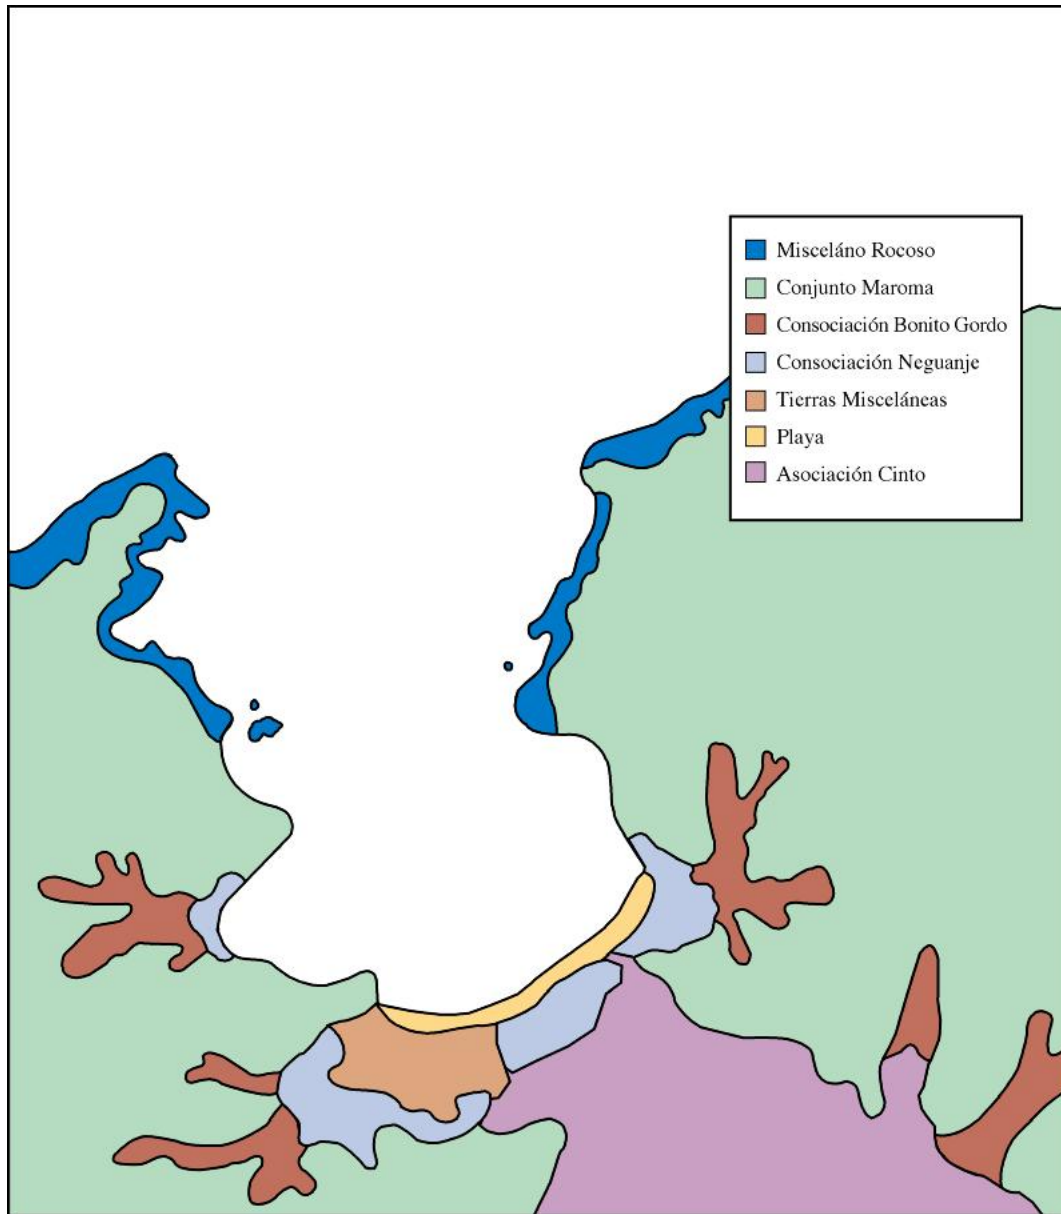 Misceláno Rocoso
Conjunto Maroma
Consociación Bonito Gordo
Consociación Neguanje
Tierras Misceláneas
Playa
Asociación Cinto